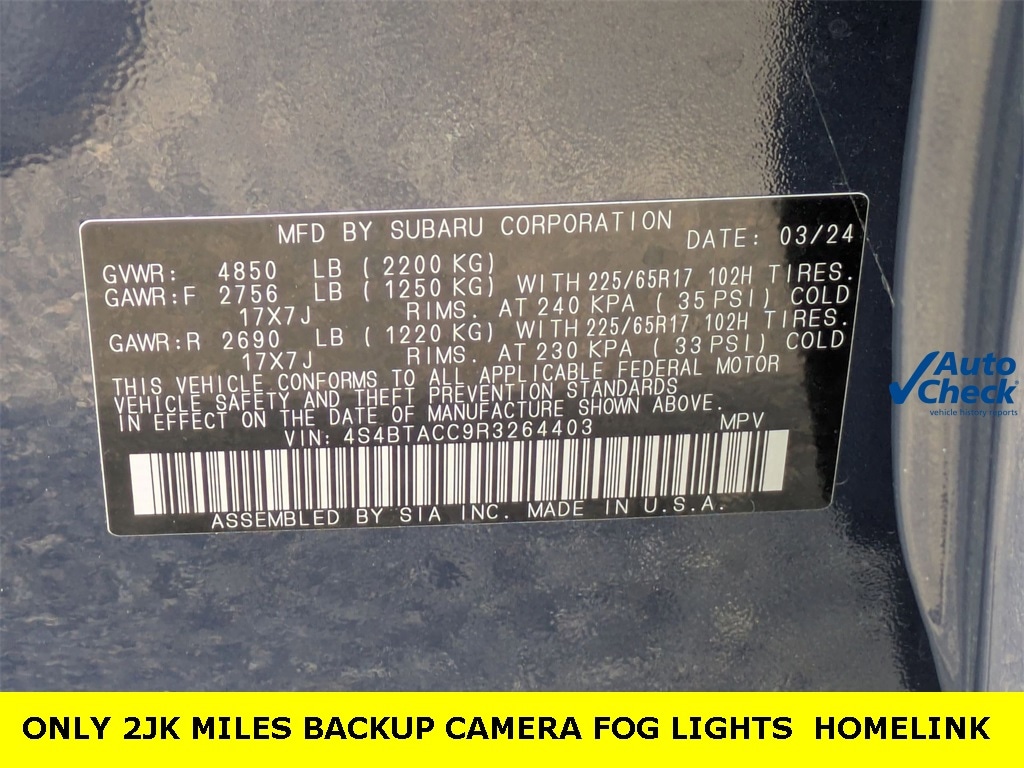 MFD BY SUBARU CORPORATION DATE: 03/24
GVWR: 4850 LB ( 2200 KG)
GAWR:F 2756 LB ( 1250 KG) WITH 225/65R17 102H TIRES.
17X7J RIMS. AT 240 KPA ( 35 PSI) COLD
GAWR:R 2690 LB ( 1220 KG) WITH 225/65R17 102H TIRES.
17X7J RIMS. AT 230 KPA ( 33 PSI) COLD
THIS VEHICLE CONFORMS TO ALL APPLICABLE FEDERAL MOTOR
VEHICLE SAFETY AND THEFT PREVENTION STANDARDS
IN EFFECT ON THE DATE OF MANUFACTURE SHOWN ABOVE.
VIN: 4S4BTACC9R3264403 MPV
ASSEMBLED BY SIA INC. MADE IN U.S.A.
Auto
Check
vehicle history reports
ONLY 2JK MILES BACKUP CAMERA FOG LIGHTS HOMELINK